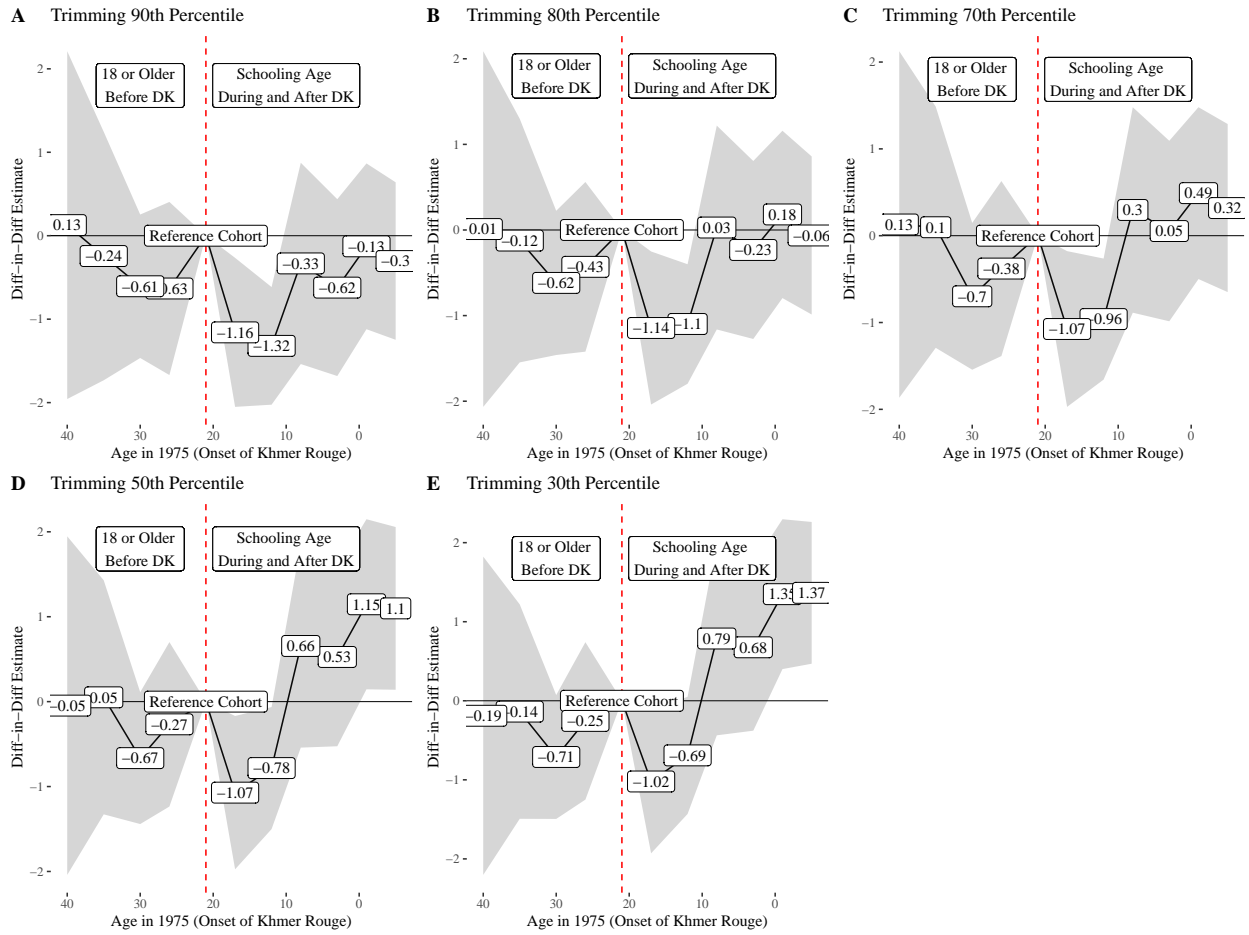 A Trimming 90th Percentile
18 or Older
Before DK
Schooling Age
During and After DK
Reference Cohort
0.13
−0.24
−0.61
−0.63
−1.16
−1.32
−0.33
−0.62
−0.13
−0.3
2
1
0
−1
−2
40 30 20 10 0
Diff−in−Diff Estimate
Age in 1975 (Onset of Khmer Rouge)
B Trimming 80th Percentile
18 or Older
Before DK
Schooling Age
During and After DK
Reference Cohort
−0.01
−0.12
−0.62
−0.43
−1.14
−1.1
0.03
−0.23
0.18
−0.06
2
1
0
−1
−2
40 30 20 10 0
Diff−in−Diff Estimate
Age in 1975 (Onset of Khmer Rouge)
C Trimming 70th Percentile
18 or Older
Before DK
Schooling Age
During and After DK
Reference Cohort
0.13
0.1
−0.7
−0.38
−1.07
−0.96
0.3
0.05
0.49
0.32
2
1
0
−1
−2
40 30 20 10 0
Diff−in−Diff Estimate
Age in 1975 (Onset of Khmer Rouge)
D Trimming 50th Percentile
18 or Older
Before DK
Schooling Age
During and After DK
Reference Cohort
−0.05
0.05
−0.67
−0.27
−1.07
−0.78
0.66
0.53
1.15
1.1
2
1
0
−1
−2
40 30 20 10 0
Diff−in−Diff Estimate
Age in 1975 (Onset of Khmer Rouge)
E Trimming 30th Percentile
18 or Older
Before DK
Schooling Age
During and After DK
Reference Cohort
−0.19
−0.14
−0.71
−0.25
−1.02
−0.69
0.79
0.68
1.35
1.37
2
1
0
−1
−2
40 30 20 10 0
Diff−in−Diff Estimate
Age in 1975 (Onset of Khmer Rouge)